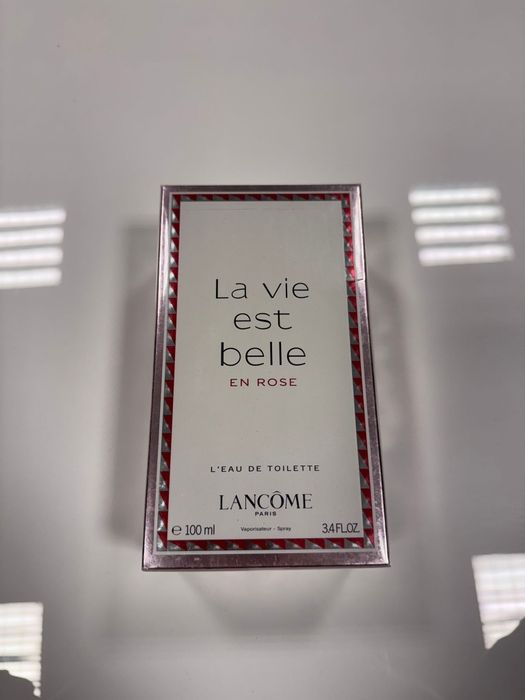 La vie
est
belle
EN ROSE
L'EAU DE TOILETTE
LANCÔME
PARIS
℮ 100 ml Vaporisateur - Spray 3.4 FL.OZ.